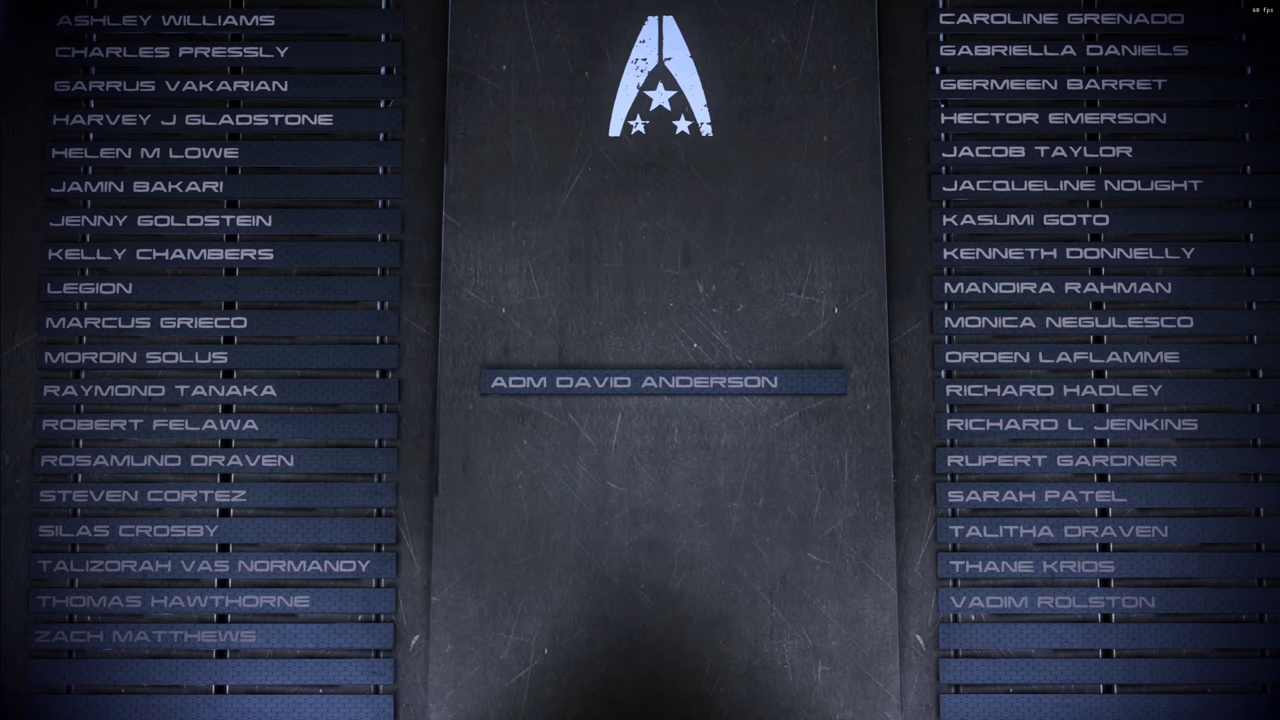 60 fps
ASHLEY WILLIAMS
CHARLES PRESSLY
GARRUS VAKARIAN
HARVEY J GLADSTONE
HELEN M LOWE
JAMIN BAKARI
JENNY GOLDSTEIN
KELLY CHAMBERS
LEGION
MARCUS GRIECO
MORDIN SOLUS
RAYMOND TANAKA
ROBERT FELAWA
ROSAMUND DRAVEN
STEVEN CORTEZ
SILAS CROSBY
TALIZORAH VAS NORMANDY
THOMAS HAWTHORNE
ZACH MATTHEWS
ADM DAVID ANDERSON
CAROLINE GRENADO
GABRIELLA DANIELS
GERMEEN BARRET
HECTOR EMERSON
JACOB TAYLOR
JACQUELINE NOUGHT
KASUMI GOTO
KENNETH DONNELLY
MANDIRA RAHMAN
MONICA NEGULESCO
ORDEN LAFLAMME
RICHARD HADLEY
RICHARD L JENKINS
RUPERT GARDNER
SARAH PATEL
TALITHA DRAVEN
THANE KRIOS
VADIM ROLSTON